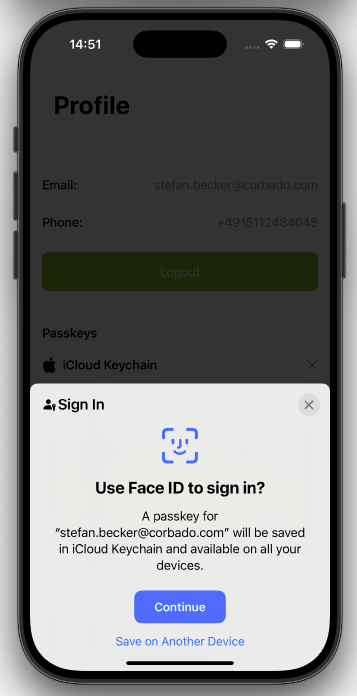 14:51
Profile
Email: stefan.becker@corbado.com
Phone: +4915112484045
Logout
Passkeys
iCloud Keychain
Sign In
Use Face ID to sign in?
A passkey for
“stefan.becker@corbado.com” will be saved
in iCloud Keychain and available on all your
devices.
Continue
Save on Another Device